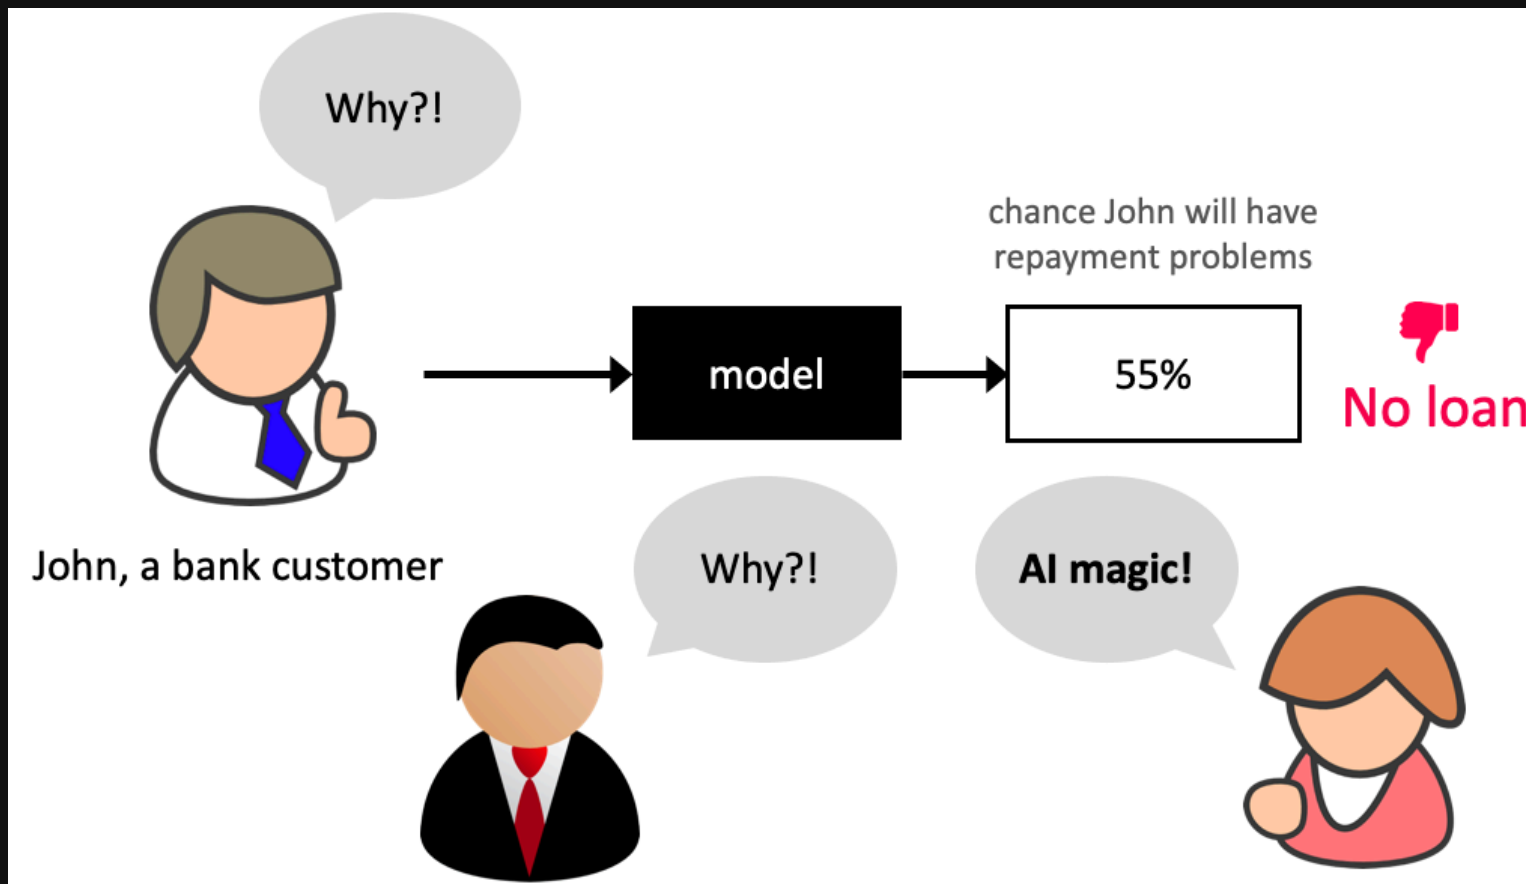 Why?!
chance John will have
repayment problems
model
55%
No loan
John, a bank customer
Why?!
AI magic!